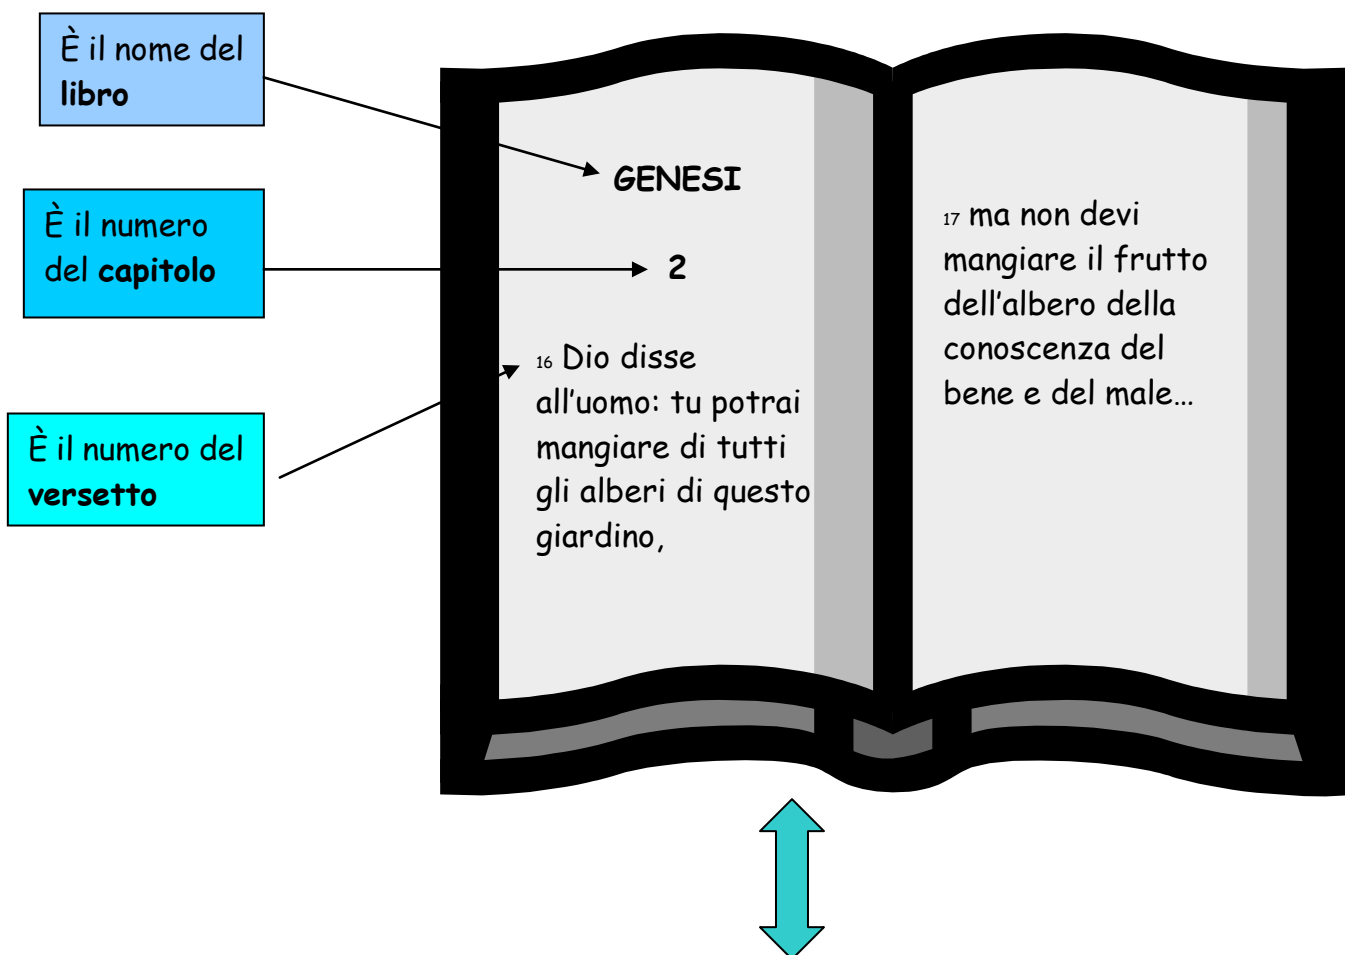 È il nome del
libro
È il numero
del capitolo
È il numero del
versetto
GENESI
2
16 Dio disse
all'uomo: tu potrai
mangiare di tutti
gli alberi di questo
giardino,
17 ma non devi
mangiare il frutto
dell'albero della
conoscenza del
bene e del male…